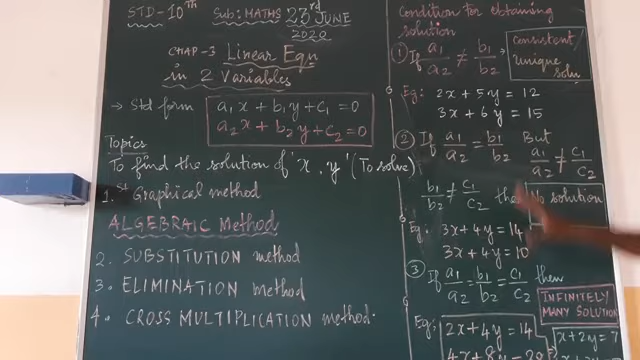 STD-10th Sub: MATHS 23rd JUNE
2020
CHAP-3 Linear Eqn
in 2 Variables
→ Std form a₁x + b₁y + c₁ = 0
a₂x + b₂y + c₂ = 0
Topics
To find the solution of 'x, y' (To solve)
1. Graphical method
ALGEBRAIC Method
2. SUBSTITUTION method
3. ELIMINATION method
4. CROSS MULTIPLICATION method.
Condition for obtaining
solution
① If a₁/a₂ ≠ b₁/b₂ → Consistent
Unique soln
Eg: 2x + 5y = 12
3x + 6y = 15
② If a₁/a₂ = b₁/b₂ But a₁/a₂ ≠ c₁/c₂
b₁/b₂ ≠ c₁/c₂ then No solution
Eg: 3x + 4y = 14
3x + 4y = 10
③ If a₁/a₂ = b₁/b₂ = c₁/c₂ then
INFINITELY
MANY SOLUTION
Eg: 2x + 4y = 14
x + 2y = 7
4x + 8y = 28